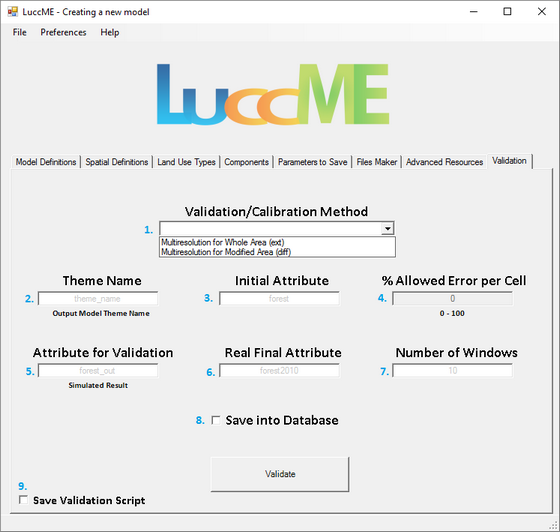 LuccME - Creating a new model
File Preferences Help
LuccME
Model Definitions Spatial Definitions Land Use Types Components Parameters to Save Files Maker Advanced Resources Validation
Validation/Calibration Method
1.
Multiresolution for Whole Area (ext)
Multiresolution for Modified Area (diff)
Theme Name Initial Attribute % Allowed Error per Cell
2. theme_name 3. forest 4. 0
Output Model Theme Name 0 - 100
Attribute for Validation Real Final Attribute Number of Windows
5. forest_out 6. forest2010 7. 10
Simulated Result
8. Save into Database
Validate
9.
Save Validation Script